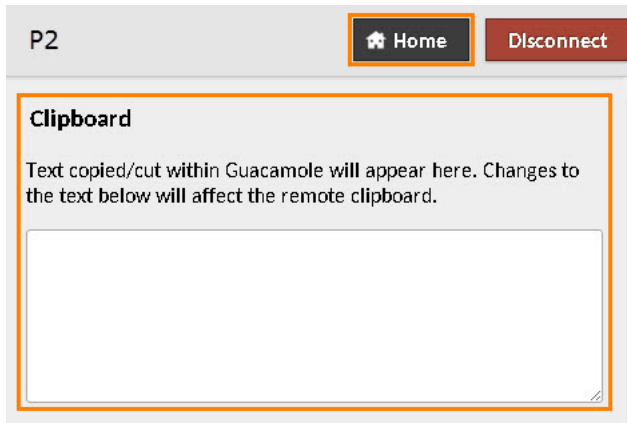 P2
Home
DIsconnect
Clipboard
Text copied/cut within Guacamole will appear here. Changes to
the text below will affect the remote clipboard.